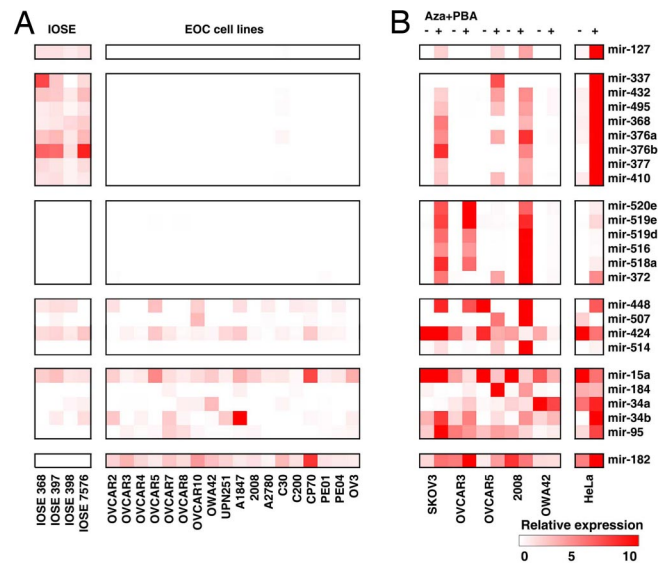 A
IOSE
EOC cell lines
B
Aza+PBA
- + - + - + - + - + - +
mir-127
mir-337
mir-432
mir-495
mir-368
mir-376a
mir-376b
mir-377
mir-410
mir-520e
mir-519e
mir-519d
mir-516
mir-518a
mir-372
mir-448
mir-507
mir-424
mir-514
mir-15a
mir-184
mir-34a
mir-34b
mir-95
mir-182
IOSE 368
IOSE 397
IOSE 398
IOSE 7576
OVCAR2
OVCAR3
OVCAR4
OVCAR5
OVCAR7
OVCAR8
OVCAR10
OWA42
UPN251
A1847
2008
A2780
C30
C200
CP70
PE01
PE04
OV3
SKOV3
OVCAR3
OVCAR5
2008
OWA42
HeLa
Relative expression
0 5 10